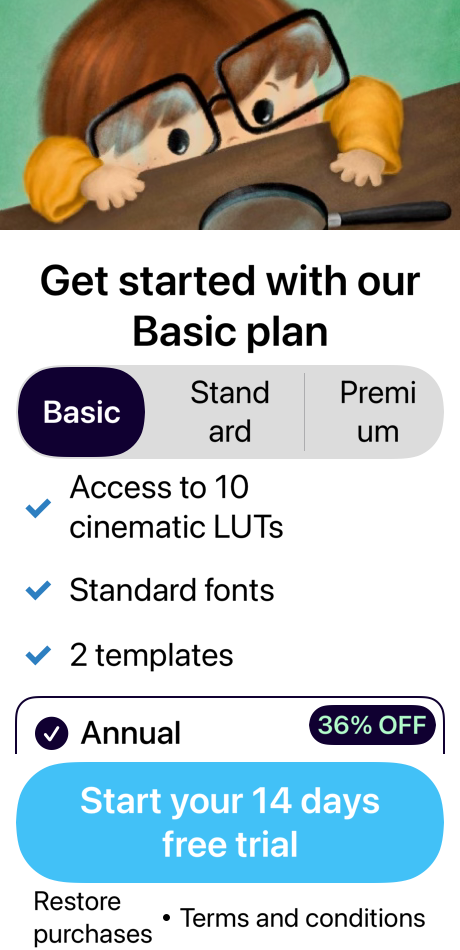 Get started with our
Basic plan
Basic
Stand
ard
Premi
um
Access to 10
cinematic LUTs
Standard fonts
2 templates
Annual
36% OFF
Start your 14 days
free trial
Restore
purchases
• Terms and conditions